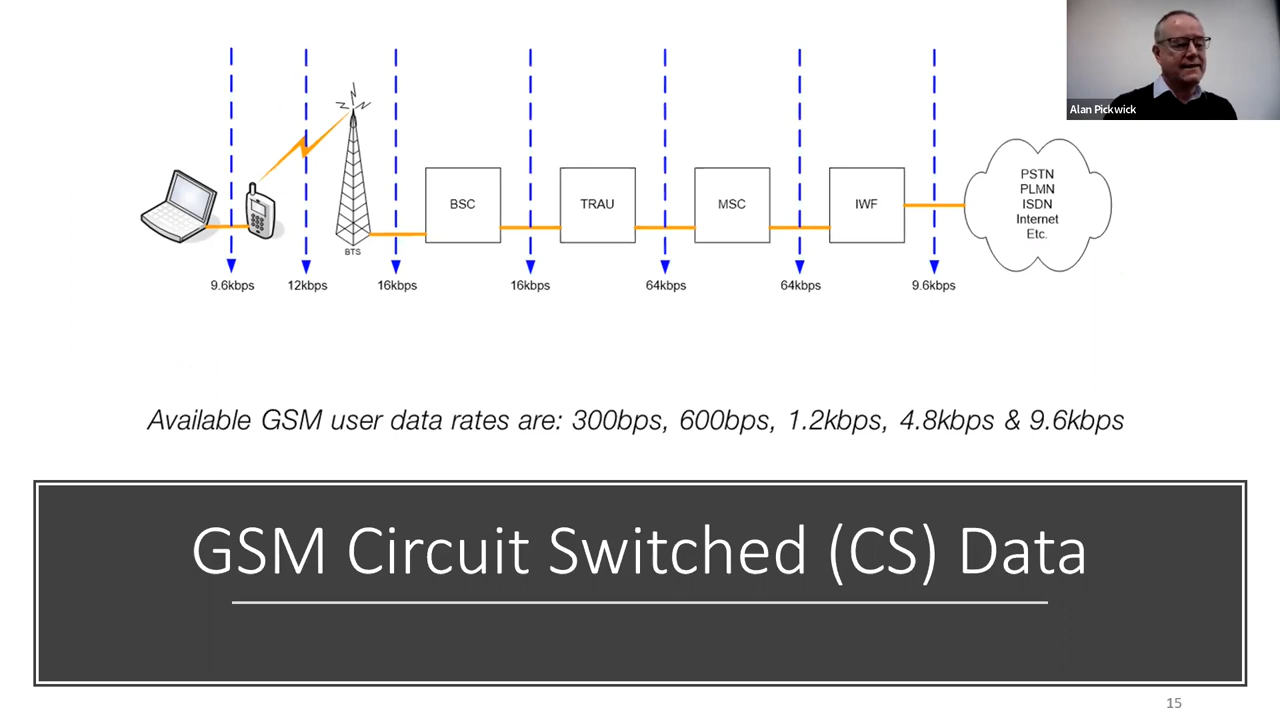 Alan Pickwick
BSC
TRAU
MSC
IWF
PSTN
PLMN
ISDN
Internet
Etc.
BTS
9.6kbps
12kbps
16kbps
16kbps
64kbps
64kbps
9.6kbps
Available GSM user data rates are: 300bps, 600bps, 1.2kbps, 4.8kbps & 9.6kbps
GSM Circuit Switched (CS) Data
15